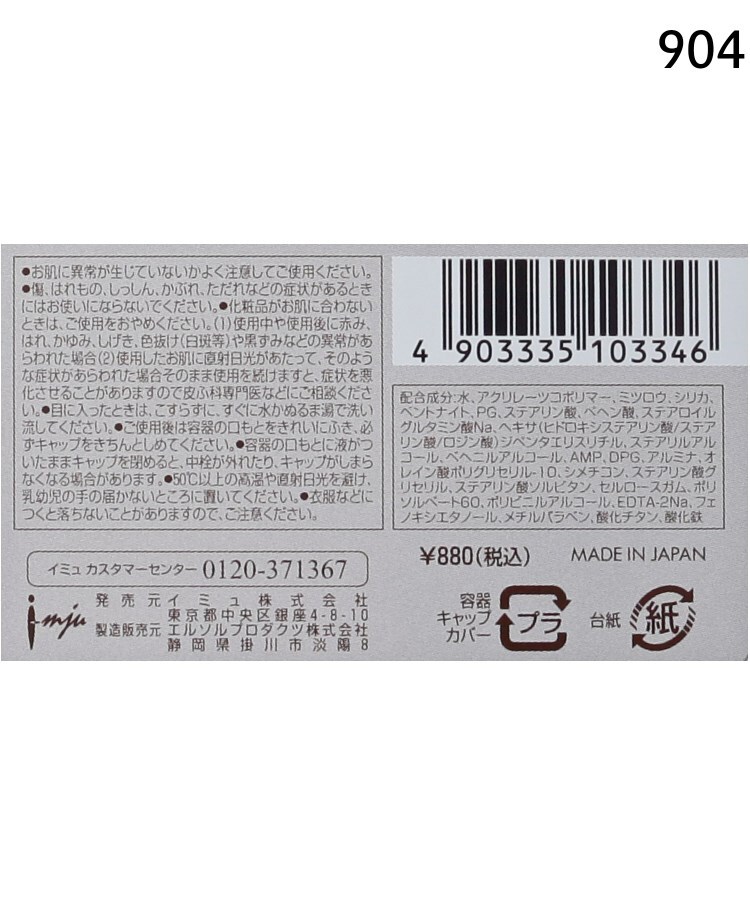 904
●お肌に異常が生じていないかよく注意してご使用ください。
●傷、はれもの、しっしん、かぶれ、ただれなどの症状があるとき
にはお使いにならないでください。●化粧品がお肌に合わない
ときは、ご使用をおやめください。(1)使用中や使用後に赤み、
はれ、かゆみ、しげき、色抜け(白斑等)や黒ずみなどの異常があ
らわれた場合(2)使用したお肌に直射日光があたって、そのよう
な症状があらわれた場合そのまま使用を続けますと、症状を悪
化させることがありますので皮ふ科専門医などにご相談くださ
い。●目に入ったときは、こすらずに、すぐに水かぬるま湯で洗い
流してください。●ご使用後は容器の口もとをきれいにふき、必
ずキャップをきちんとしめてください。●容器の口もとに液がつ
いたままキャップを閉めると、中栓が外れたり、キャップがしまら
なくなる場合があります。●50℃以上の高温や直射日光を避け、
乳幼児の手の届かないところに置いてください。●衣服などに
つくと落ちないことがありますので、ご注意ください。
イミュ カスタマーセンター 0120-371367
i-mju
発売元 イミュ株式会社
東京都中央区銀座4-8-10
製造販売元 エルソルプロダクツ株式会社
静岡県掛川市淡陽8
4 903335 103346
配合成分:水、アクリレーツコポリマー、ミツロウ、シリカ、
ベントナイト、PG、ステアリン酸、ベヘン酸、ステアロイル
グルタミン酸Na、ヘキサ(ヒドロキシステアリン酸/ステア
リン酸/ロジン酸)ジペンタエリスリチル、ステアリルアル
コール、ベヘニルアルコール、AMP、DPG、アルミナ、オ
レイン酸ポリグリセリル-10、シメチコン、ステアリン酸グ
リセリル、ステアリン酸ソルビタン、セルロースガム、ポリ
ソルベート60、ポリビニルアルコール、EDTA-2Na、フェ
ノキシエタノール、メチルパラベン、酸化チタン、酸化鉄
¥880(税込) MADE IN JAPAN
容器
キャップ
カバー
プラ
台紙
紙